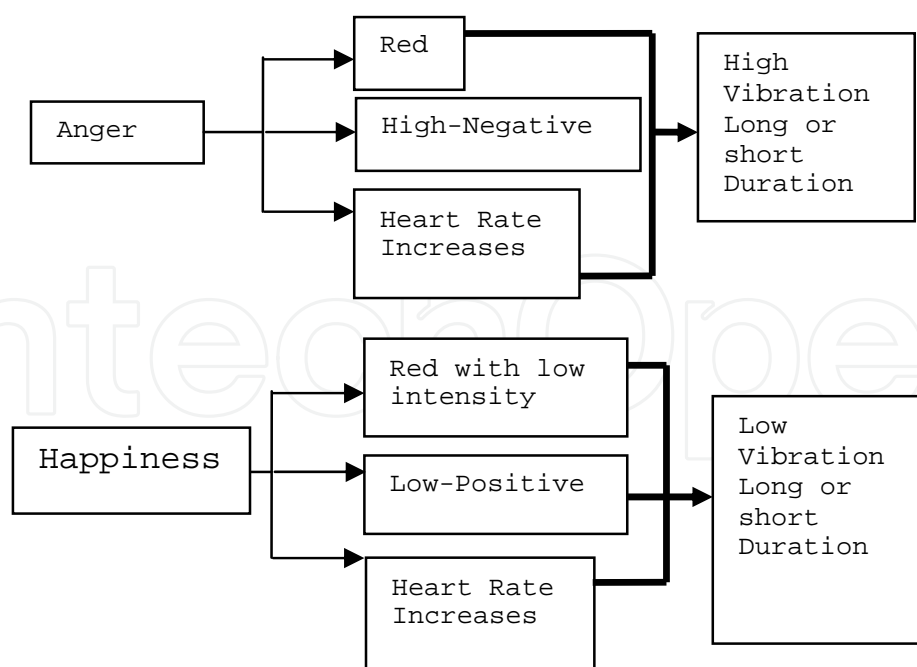 Red
High
Vibration
Long or
short
Duration
Anger
High-Negative
Heart Rate
Increases
Red with low
intensity
Happiness
Low-Positive
Low
Vibration
Long or
short
Duration
Heart Rate
Increases